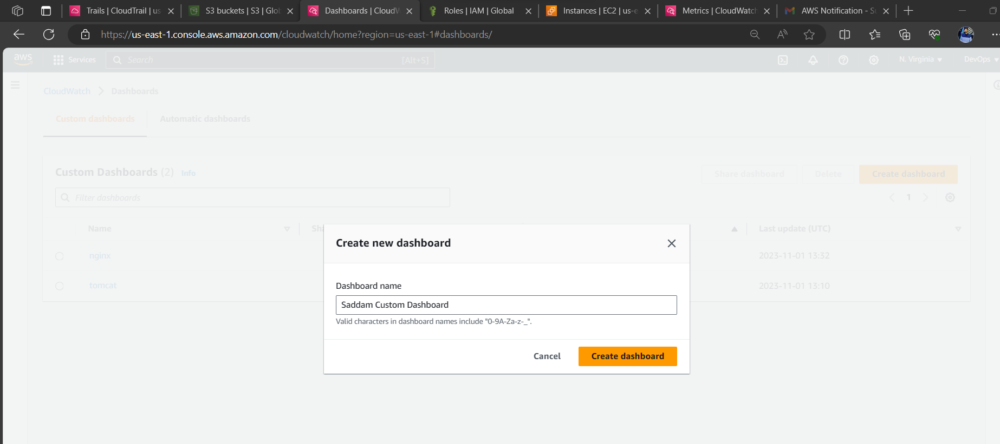 Trails | CloudTrail | us
S3 buckets | S3 | Glo
Dashboards | CloudW
Roles | IAM | Global
Instances | EC2 | us-e
Metrics | CloudWatch
AWS Notification - Su
https://us-east-1.console.aws.amazon.com/cloudwatch/home?region=us-east-1#dashboards/
aws
Services
Search
[Alt+S]
N. Virginia
DevOps
CloudWatch
Dashboards
Custom dashboards
Automatic dashboards
Custom Dashboards (2) Info
Share dashboard
Delete
Create dashboard
Filter dashboards
1
Name
Sha
Last update (UTC)
nginx
2023-11-01 13:32
tomcat
2023-11-01 13:10
Create new dashboard
Dashboard name
Saddam Custom Dashboard
Valid characters in dashboard names include "0-9A-Za-z-_".
Cancel
Create dashboard